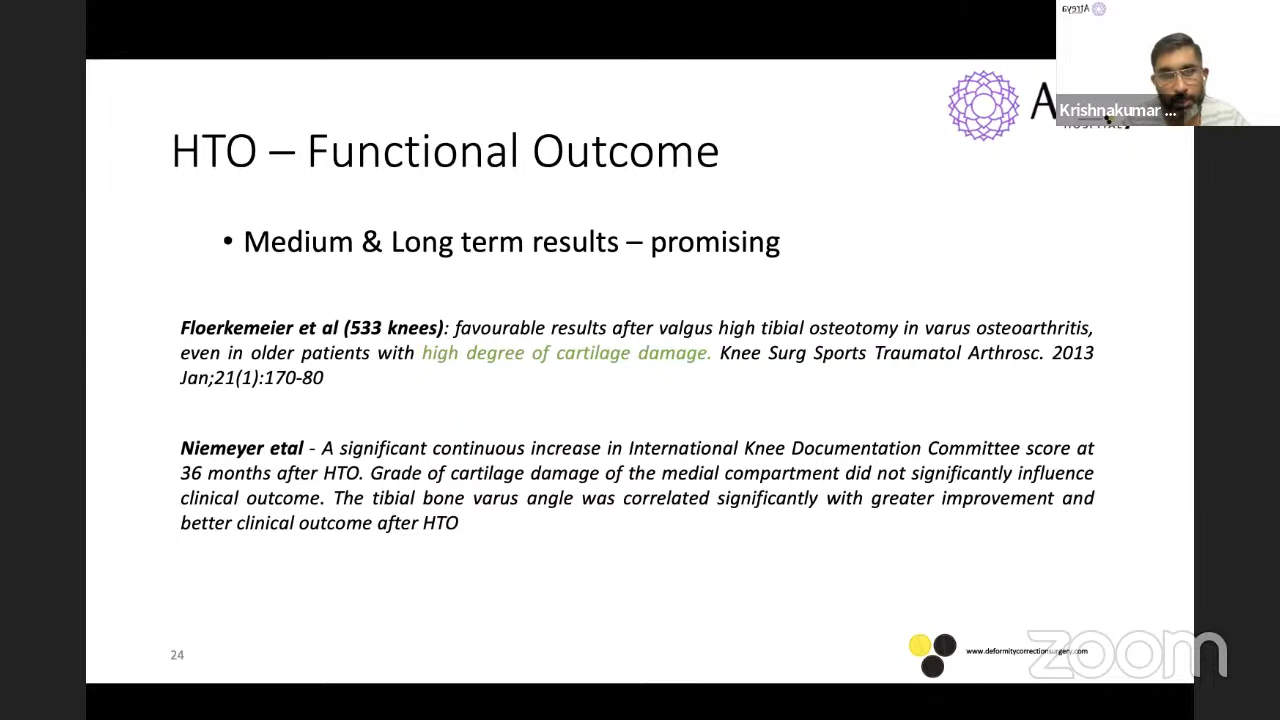 Atreya
Krishnakumar ...
HTO – Functional Outcome
• Medium & Long term results – promising
Floerkemeier et al (533 knees): favourable results after valgus high tibial osteotomy in varus osteoarthritis,
even in older patients with high degree of cartilage damage. Knee Surg Sports Traumatol Arthrosc. 2013
Jan;21(1):170-80
Niemeyer etal - A significant continuous increase in International Knee Documentation Committee score at
36 months after HTO. Grade of cartilage damage of the medial compartment did not significantly influence
clinical outcome. The tibial bone varus angle was correlated significantly with greater improvement and
better clinical outcome after HTO
24
www.deformitycorrectionsurgery.com
zoom